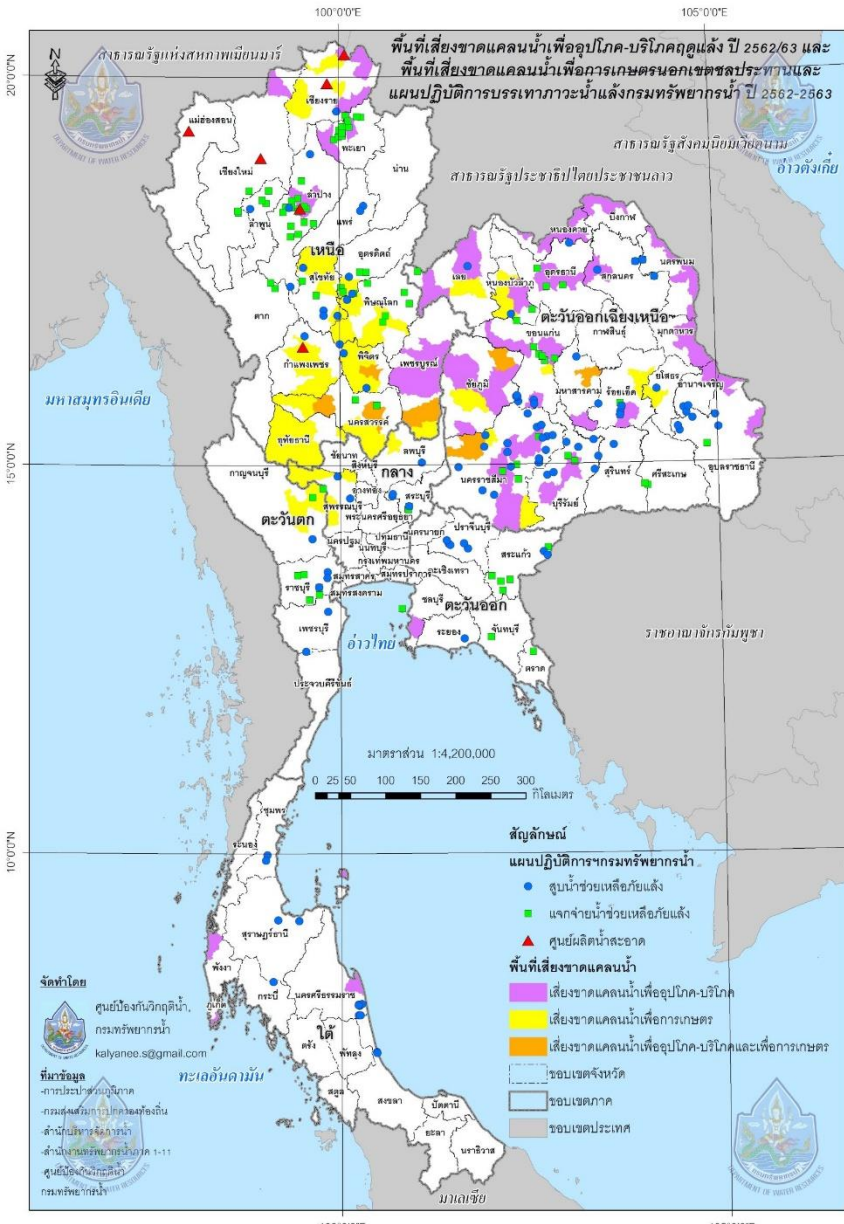 100°0'0"E
105°0'0"E
พื้นที่เสี่ยงขาดแคลนน้ำเพื่ออุปโภค-บริโภคฤดูแล้ง ปี 2562/63 และ
พื้นที่เสี่ยงขาดแคลนน้ำเพื่อการเกษตรนอกเขตชลประทานและ
แผนปฏิบัติการบรรเทาภาวะน้ำแล้งกรมทรัพยากรน้ำ ปี 2562-2563
N
สาธารณรัฐแห่งสหภาพเมียนมาร์
20°0'0"N
DEPARTMENT OF WATER RESOURCES
DEPARTMENT OF WATER RESOURCES
เชียงราย
แม่ฮ่องสอน
พะเยา
น่าน
สาธารณรัฐสังคมนิยมเวียดนาม
อ่าวตังเกี๋ย
สาธารณรัฐประชาธิปไตยประชาชนลาว
เชียงใหม่
ลำปาง
ลำพูน
แพร่
บึงกาฬ
หนองคาย
เหนือ
อุตรดิตถ์
เลย
อุดรธานี
สกลนคร
นครพนม
สุโขทัย
หนองบัวลำภู
ตาก
พิษณุโลก
ตะวันออกเฉียงเหนือ
ขอนแก่น
กาฬสินธุ์
มุกดาหาร
กำแพงเพชร
พิจิตร
เพชรบูรณ์
ชัยภูมิ
มหาสารคาม
ร้อยเอ็ด
ยโสธร
อำนาจเจริญ
มหาสมุทรอินเดีย
นครสวรรค์
อุทัยธานี
ชัยนาท
ลพบุรี
15°0'0"N
กาญจนบุรี
สิงห์บุรี
กลาง
นครราชสีมา
บุรีรัมย์
สุรินทร์
ศรีสะเกษ
อุบลราชธานี
อ่างทอง
สระบุรี
สุพรรณบุรี
พระนครศรีอยุธยา
ตะวันตก
นครนายก
ปราจีนบุรี
นครปฐม
ปทุมธานี
นนทบุรี
กรุงเทพมหานคร
สระแก้ว
ฉะเชิงเทรา
ราชบุรี
สมุทรสาคร
สมุทรปราการ
สมุทรสงคราม
ชลบุรี
ตะวันออก
เพชรบุรี
อ่าวไทย
ระยอง
จันทบุรี
ราชอาณาจักรกัมพูชา
ตราด
ประจวบคีรีขันธ์
มาตราส่วน 1:4,200,000
0 25 50 100 150 200 250 300
กิโลเมตร
ชุมพร
ระนอง
10°0'0"N
สุราษฎร์ธานี
พังงา
กระบี่
นครศรีธรรมราช
ภูเก็ต
ใต้
ตรัง
พัทลุง
ทะเลอันดามัน
สตูล
สงขลา
ปัตตานี
ยะลา
นราธิวาส
มาเลเซีย
สัญลักษณ์
แผนปฏิบัติการฯกรมทรัพยากรน้ำ
สูบน้ำช่วยเหลือภัยแล้ง
แจกจ่ายน้ำช่วยเหลือภัยแล้ง
ศูนย์ผลิตน้ำสะอาด
พื้นที่เสี่ยงขาดแคลนน้ำ
เสี่ยงขาดแคลนน้ำเพื่ออุปโภค-บริโภค
เสี่ยงขาดแคลนน้ำเพื่อการเกษตร
เสี่ยงขาดแคลนน้ำเพื่ออุปโภค-บริโภคและเพื่อการเกษตร
ขอบเขตจังหวัด
ขอบเขตภาค
ขอบเขตประเทศ
จัดทำโดย
ศูนย์ป้องกันวิกฤติน้ำ,
กรมทรัพยากรน้ำ
kalyanee.s@gmail.com
ที่มาข้อมูล
-การประปาส่วนภูมิภาค
-กรมส่งเสริมการปกครองท้องถิ่น
-สำนักบริหารจัดการน้ำ
-สำนักงานทรัพยากรน้ำภาค 1-11
-ศูนย์ป้องกันวิกฤติน้ำ
กรมทรัพยากรน้ำ
DEPARTMENT OF WATER RESOURCES
DEPARTMENT OF WATER RESOURCES